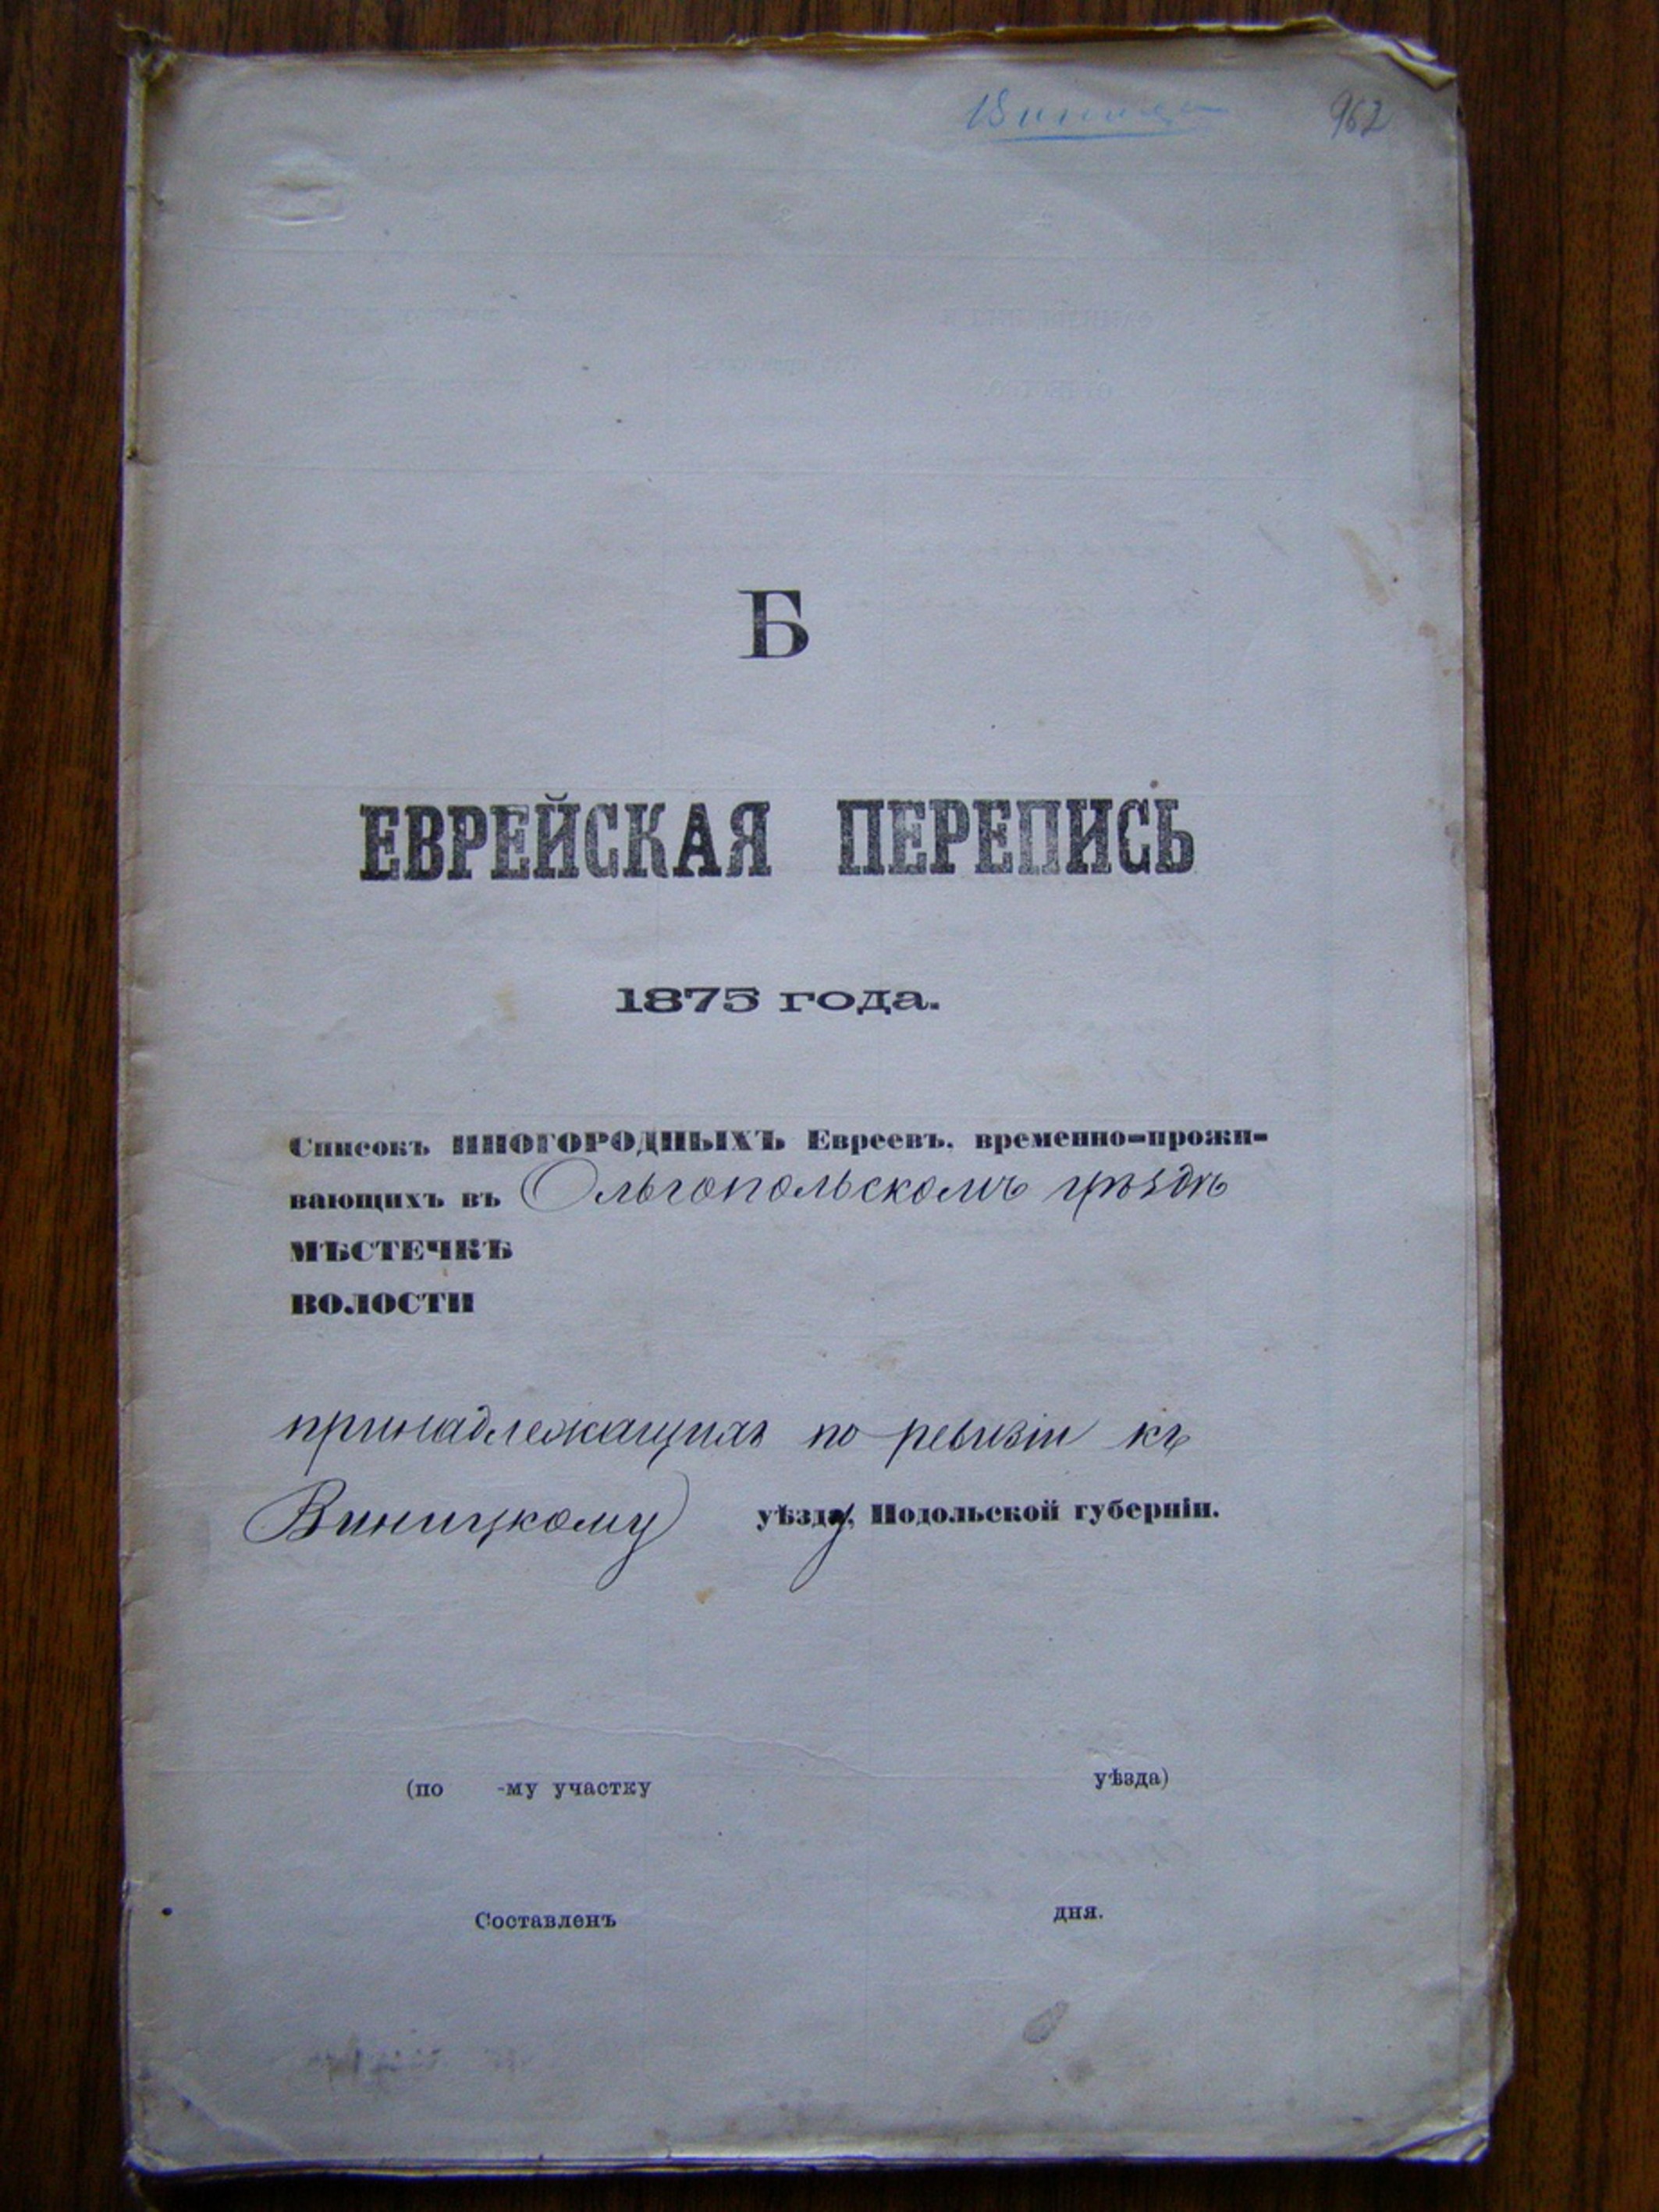 Винница 962
Б
ЕВРЕЙСКАЯ ПЕРЕПИСЬ
1875 года.
Списокъ ИНОГОРОДНЫХЪ Евреевъ, временно=прожи=
вающихъ въ Ольгопольскомъ уѣздѣ
МѢСТЕЧКѢ
ВОЛОСТИ
принадлежащихъ по ревизіи къ
Виницкому уѣзду, Подольской губерніи.
(по -му участку уѣзда)
Составленъ дня.